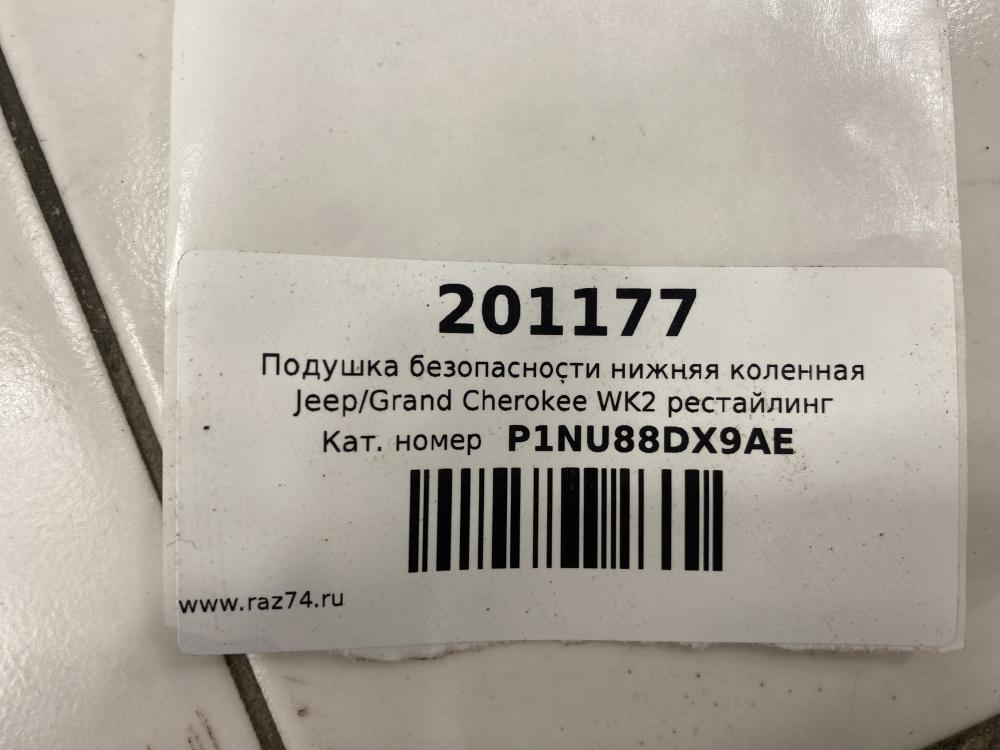 201177
Подушка безопасности нижняя коленная
Jeep/Grand Cherokee WK2 рестайлинг
Кат. номер P1NU88DX9AE
www.raz74.ru